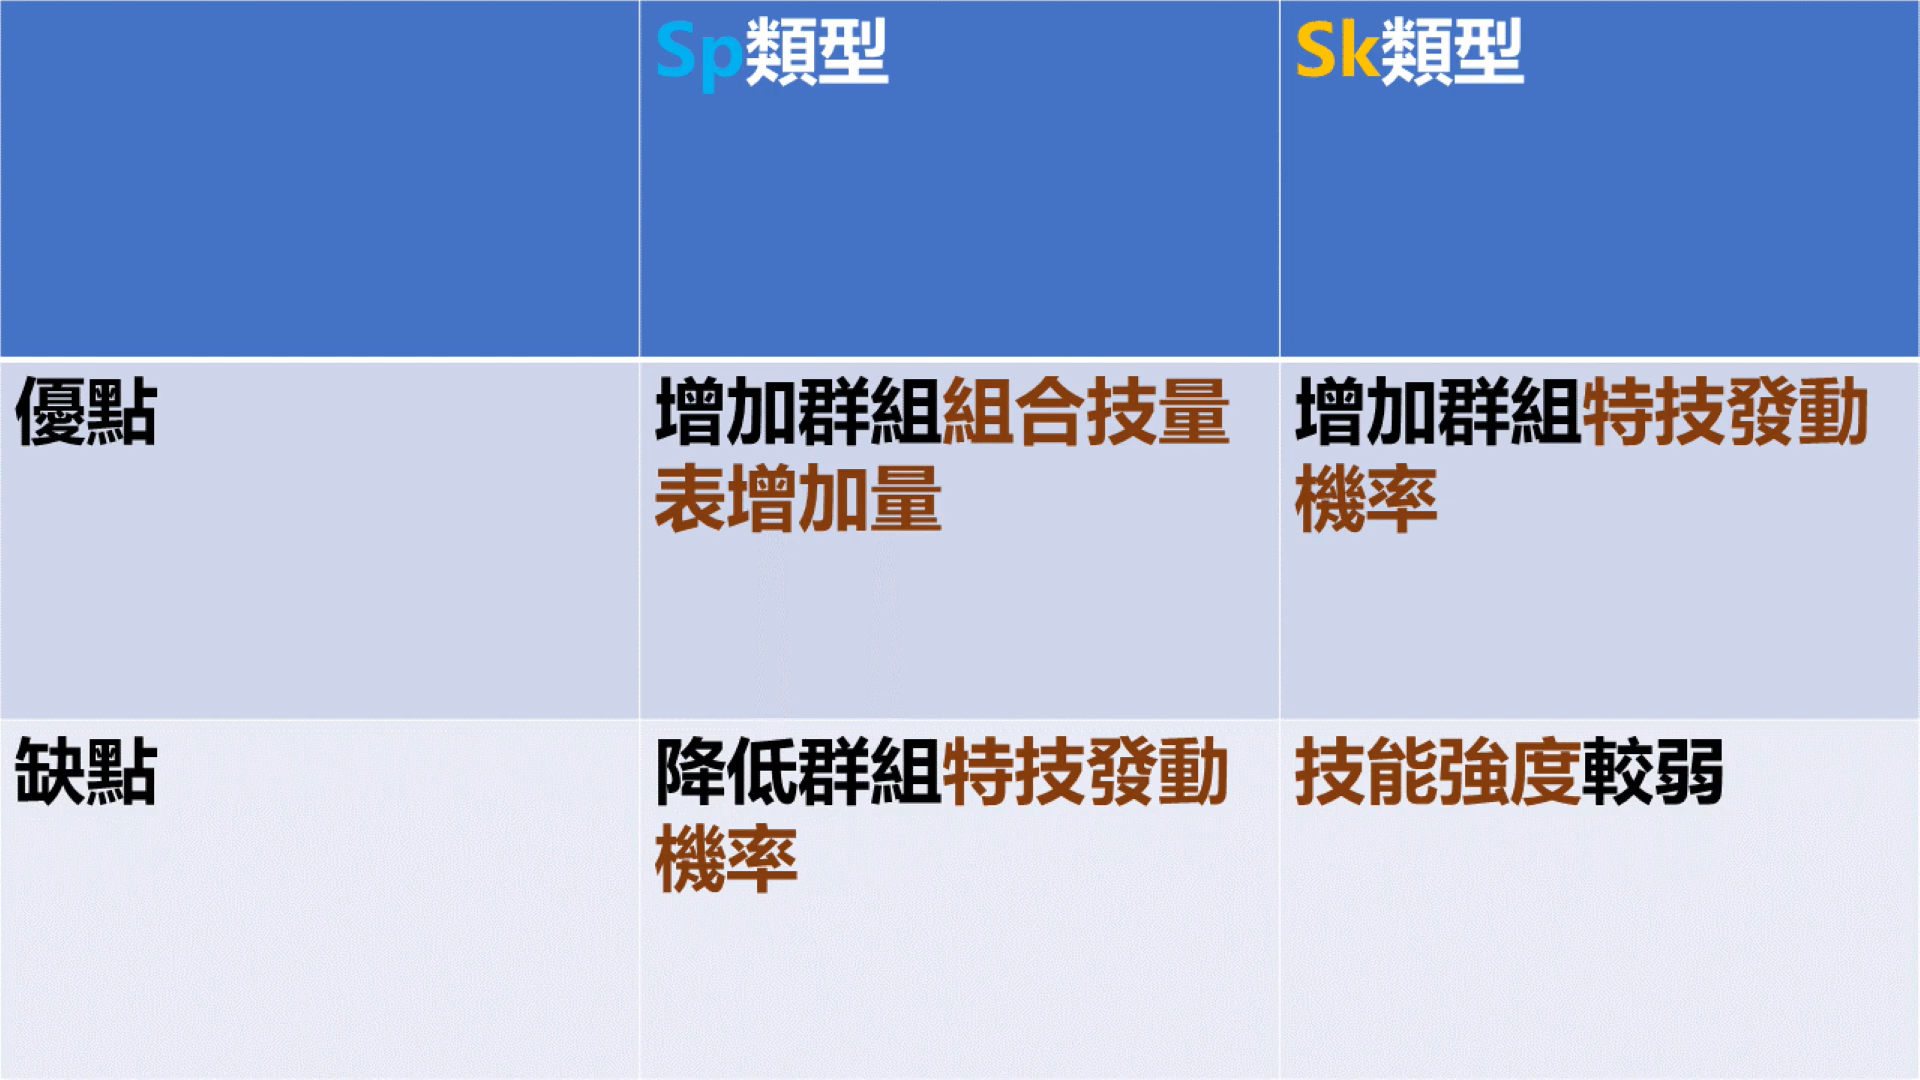 Sp類型
Sk類型
優點
增加群組組合技量
表增加量
增加群組特技發動
機率
缺點
降低群組特技發動
機率
技能強度較弱